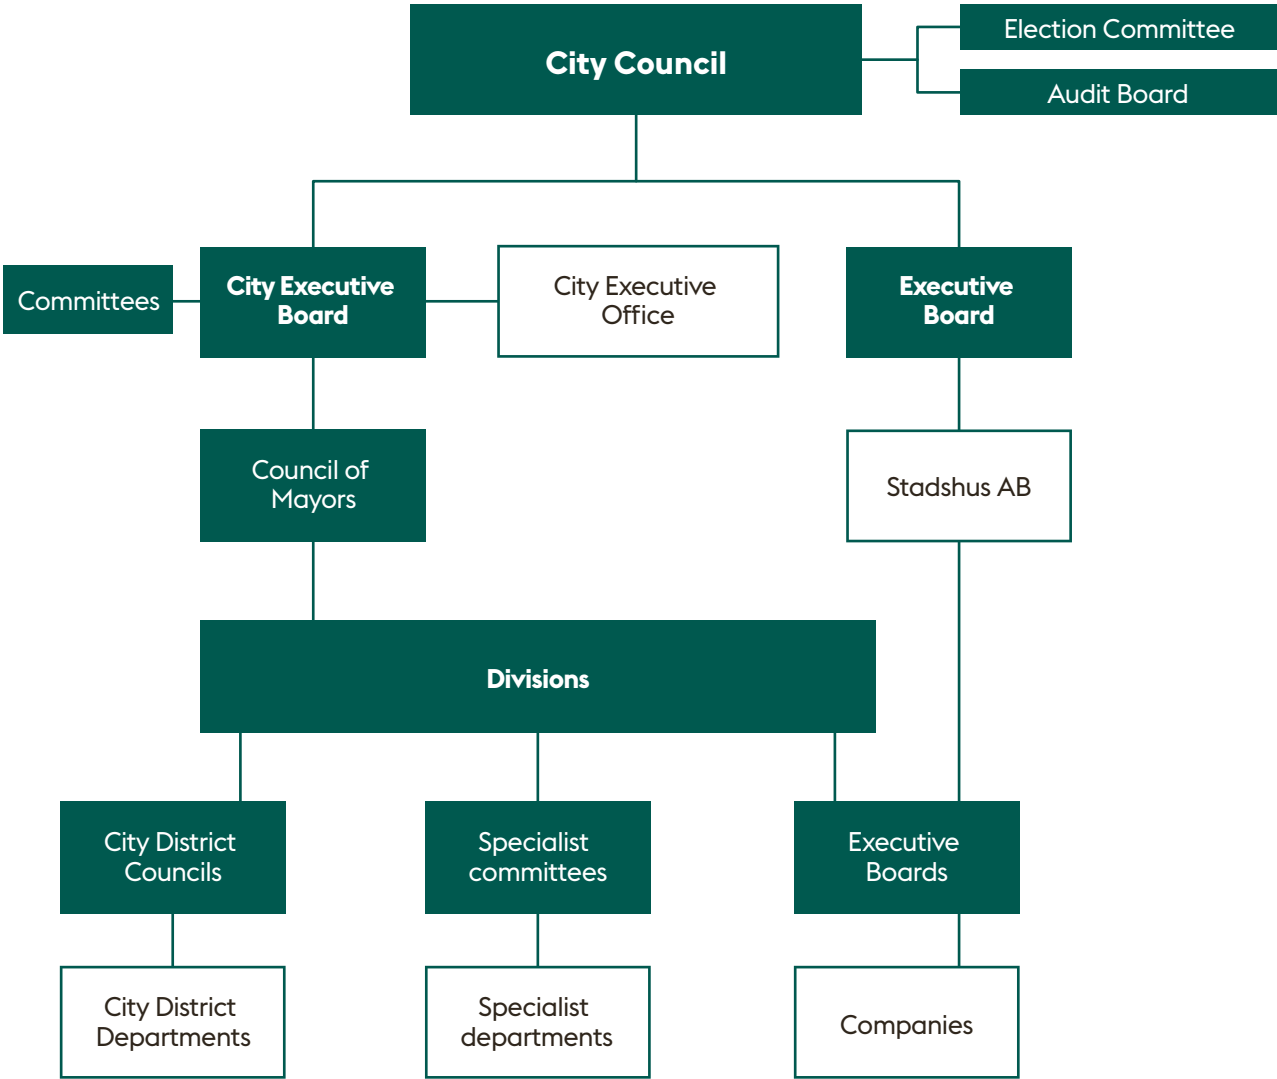 City Council
Election Committee
Audit Board
Committees
City Executive
Board
City Executive
Office
Executive
Board
Council of
Mayors
Stadshus AB
Divisions
City District
Councils
Specialist
committees
Executive
Boards
City District
Departments
Specialist
departments
Companies